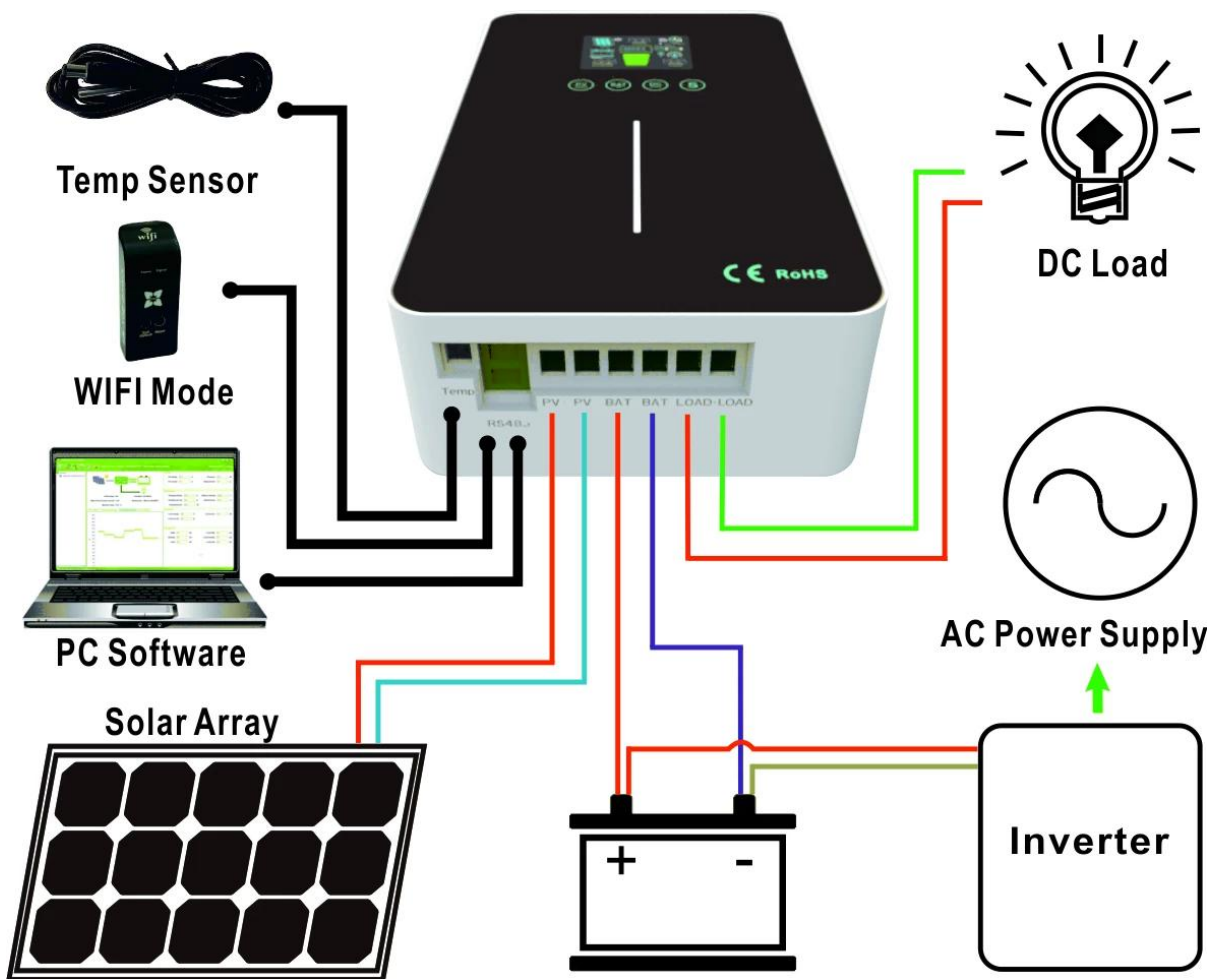 Temp Sensor
wifi
WIFI Mode
PC Software
Solar Array
CE RoHS
Temp
PV PV BAT BAT LOAD LOAD
DC Load
AC Power Supply
Inverter
+ -